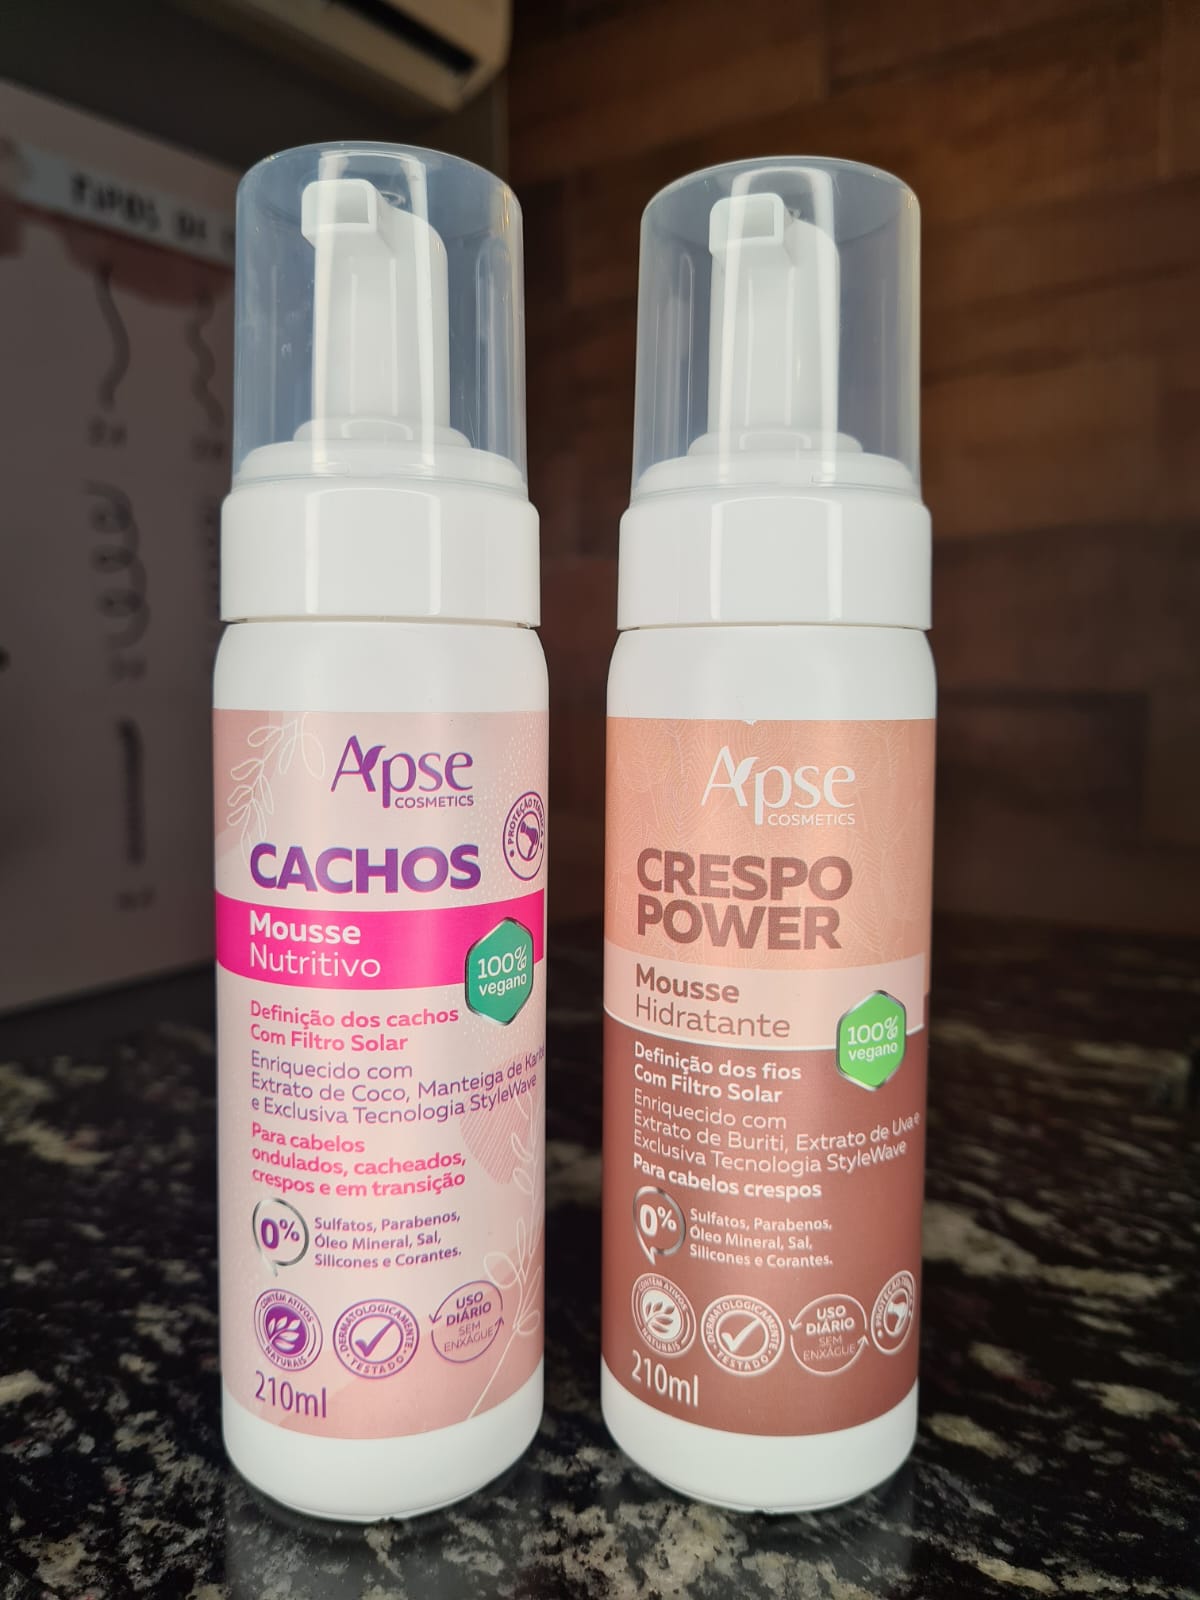 TIPOS DE
Apse
COSMETICS
PROTEÇÃO
CACHOS
Mousse
Nutritivo
100%
vegano
Definição dos cachos
Com Filtro Solar
Enriquecido com
Extrato de Coco, Manteiga de
e Exclusiva Tecnologia StyleWave
Para cabelos
ondulados, cacheados,
crespos e em transição
0%
Sulfatos, Parabenos,
Óleo Mineral, Sal,
Silicones e Corantes.
CONTÉM ATIVOS
NATURAIS
DERMATOLOGICAMENTE
TESTADO
USO
DIÁRIO
SEM
ENXÁGUE
210ml
Apse
COSMETICS
CRESPO
POWER
Mousse
Hidratante
100%
vegano
Definição dos fios
Com Filtro Solar
Enriquecido com
Extrato de Buriti, Extrato de Uva e
Exclusiva Tecnologia StyleWave
Para cabelos crespos
0%
Sulfatos, Parabenos,
Óleo Mineral, Sal,
Silicones e Corantes.
CONTÉM ATIVOS
NATURAIS
DERMATOLOGICAMENTE
TESTADO
USO
DIÁRIO
SEM
ENXÁGUE
PROTEÇÃO
210ml